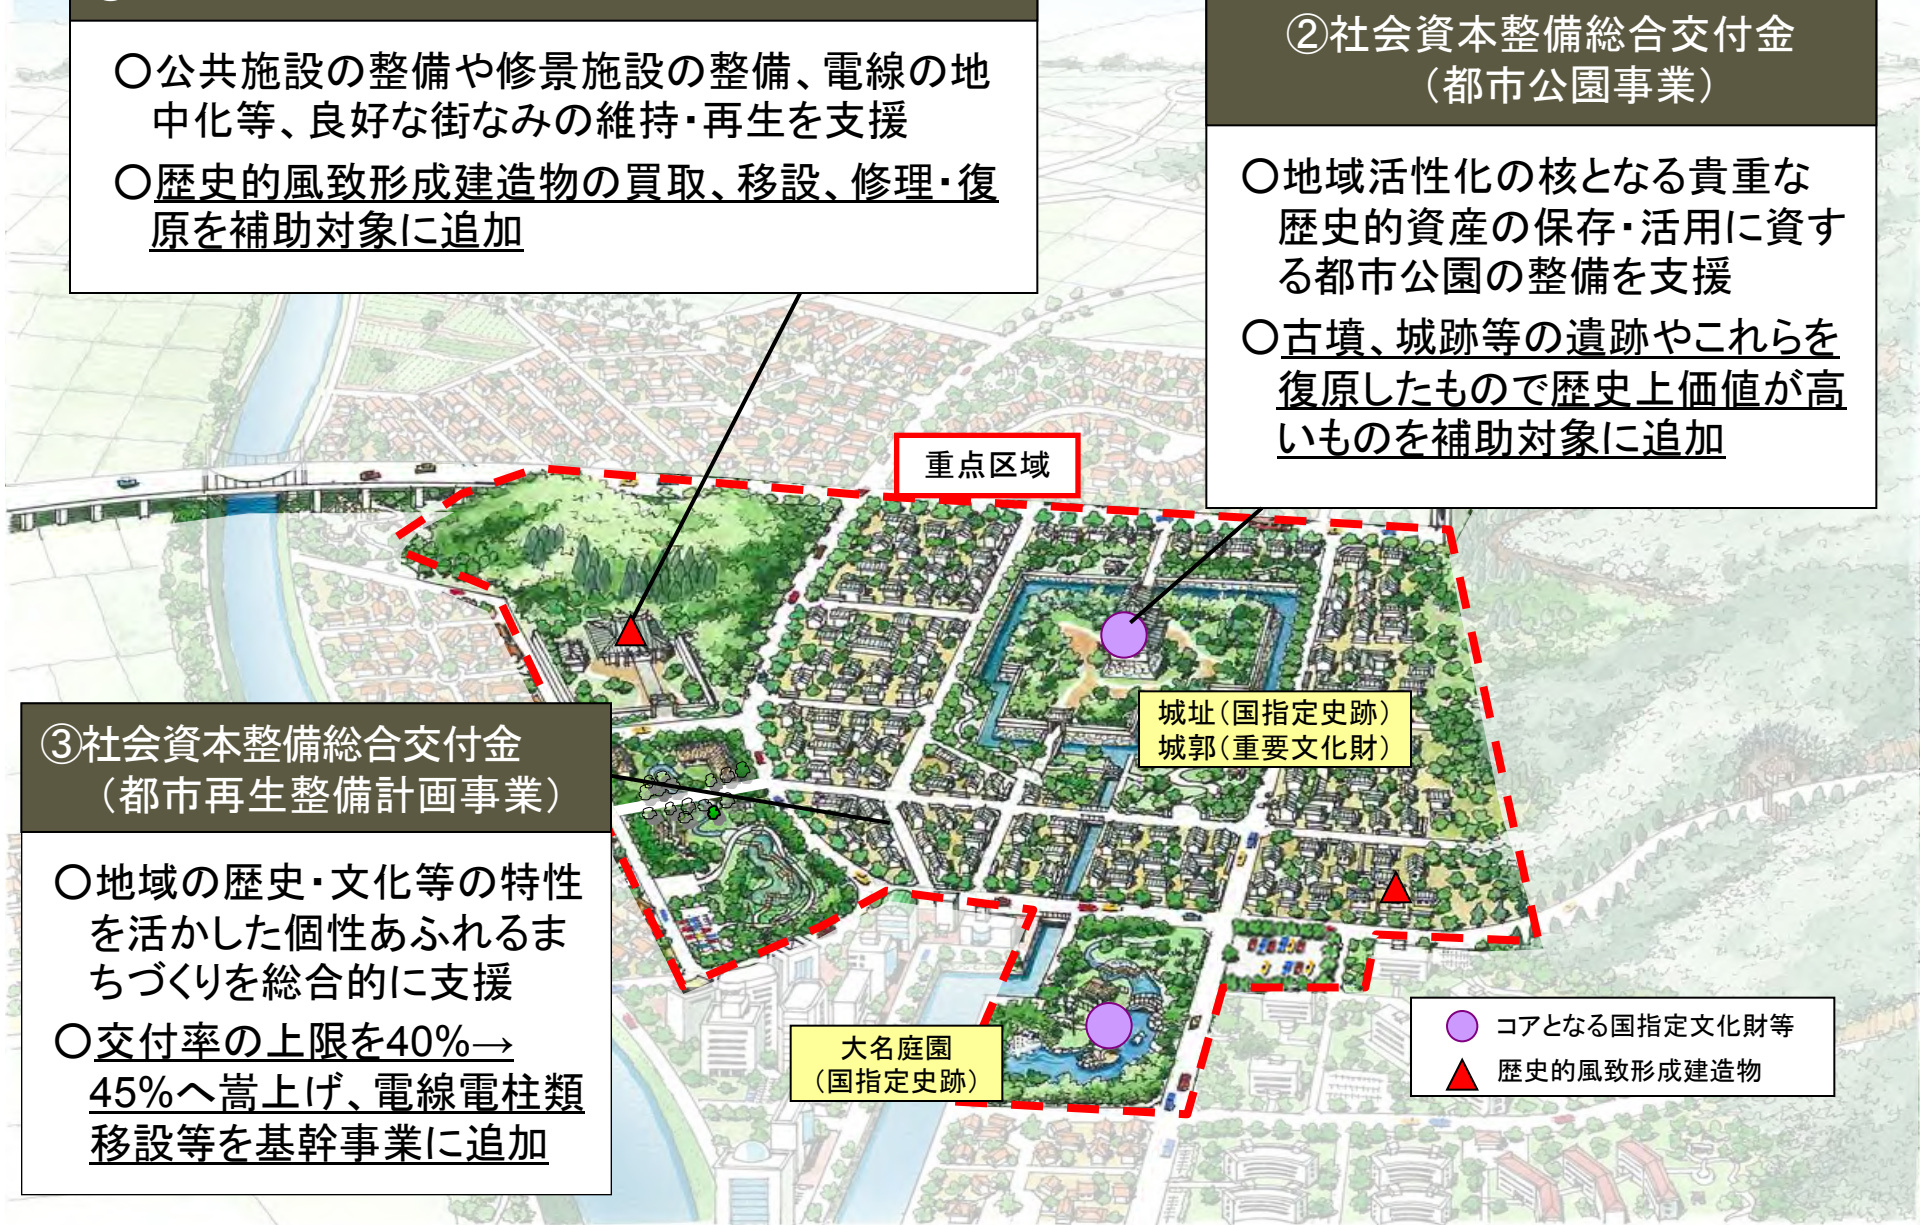 ○公共施設の整備や修景施設の整備、電線の地
中化等、良好な街なみの維持・再生を支援
○歴史的風致形成建造物の買取、移設、修理・復
原を補助対象に追加
②社会資本整備総合交付金
（都市公園事業）
○地域活性化の核となる貴重な
歴史的資産の保存・活用に資す
る都市公園の整備を支援
○古墳、城跡等の遺跡やこれらを
復原したもので歴史上価値が高
いものを補助対象に追加
重点区域
城址（国指定史跡）
城郭（重要文化財）
③社会資本整備総合交付金
（都市再生整備計画事業）
○地域の歴史・文化等の特性
を活かした個性あふれるま
ちづくりを総合的に支援
○交付率の上限を40%→
45%へ嵩上げ、電線電柱類
移設等を基幹事業に追加
大名庭園
（国指定史跡）
コアとなる国指定文化財等
歴史的風致形成建造物